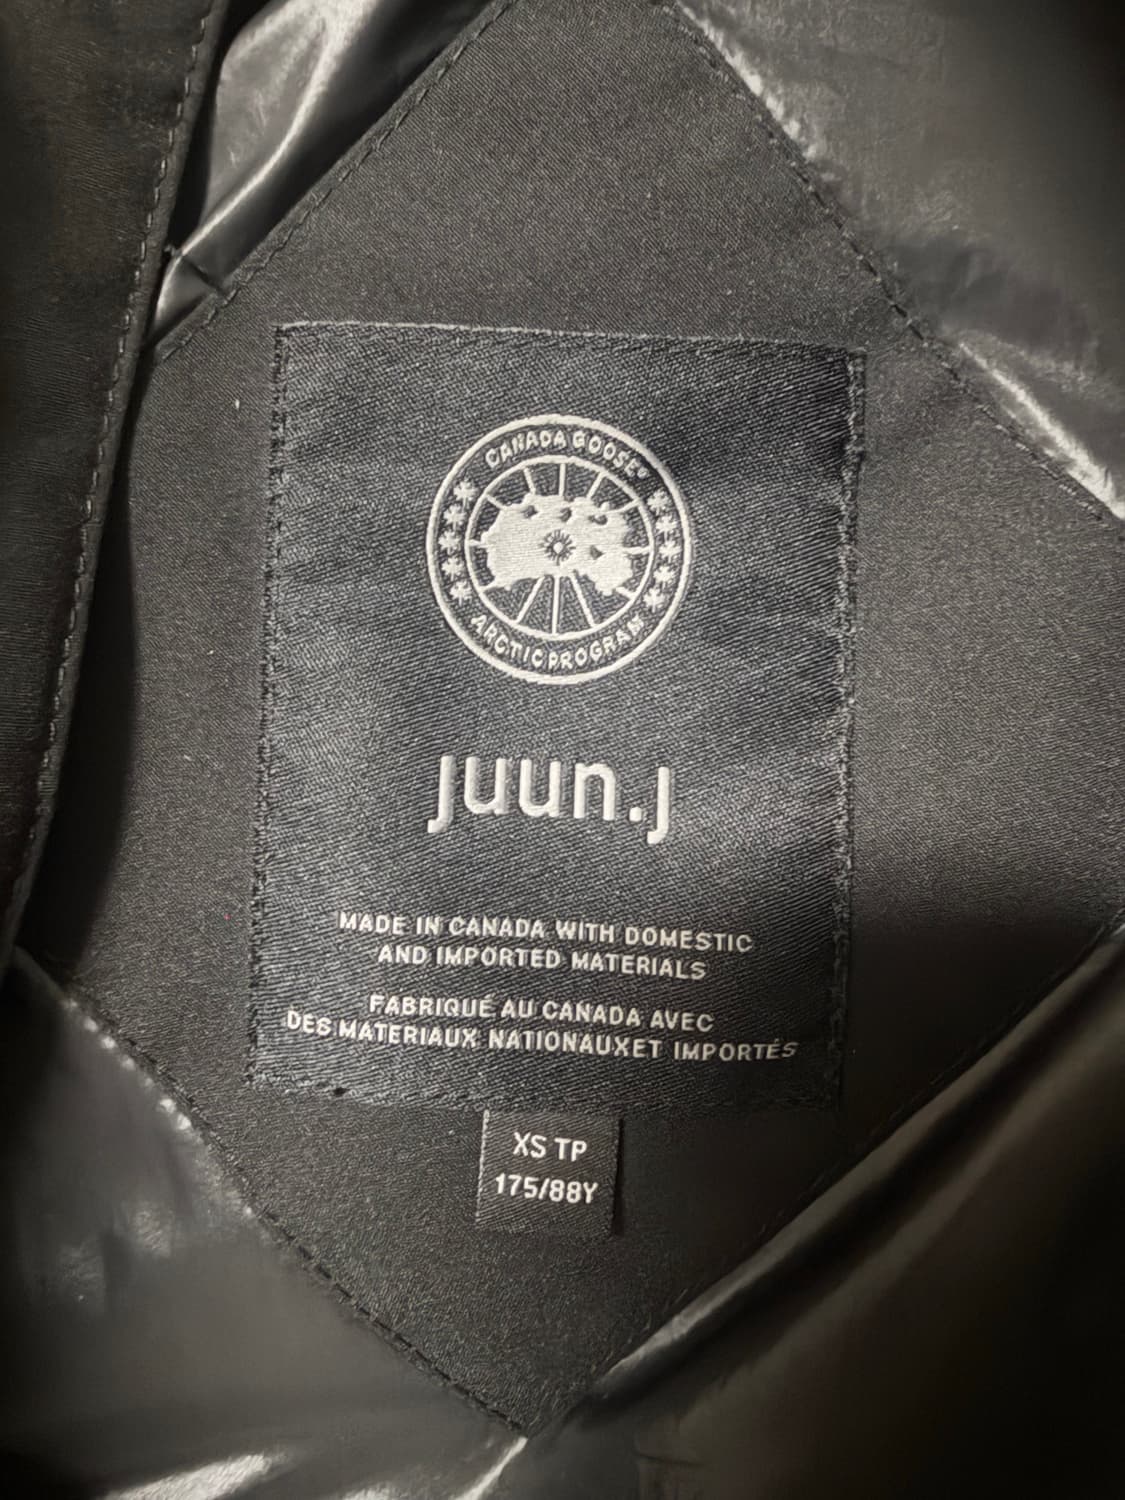 CANADA GOOSE®
ARCTIC PROGRAM
juun.j
MADE IN CANADA WITH DOMESTIC
AND IMPORTED MATERIALS
FABRIQUÉ AU CANADA AVEC
DES MATERIAUX NATIONAUXET IMPORTÉS
XS TP
175/88Y